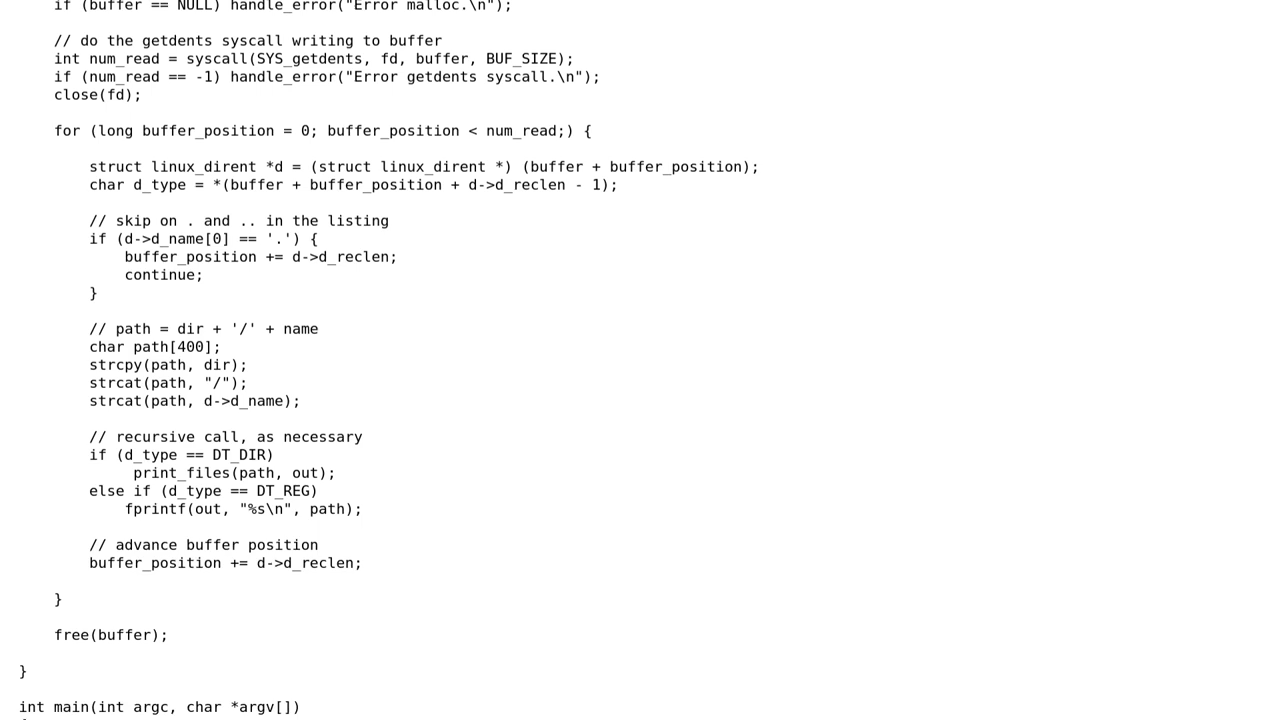 if (buffer == NULL) handle_error("Error malloc.\n");

    // do the getdents syscall writing to buffer
    int num_read = syscall(SYS_getdents, fd, buffer, BUF_SIZE);
    if (num_read == -1) handle_error("Error getdents syscall.\n");
    close(fd);

    for (long buffer_position = 0; buffer_position < num_read;) {

        struct linux_dirent *d = (struct linux_dirent *) (buffer + buffer_position);
        char d_type = *(buffer + buffer_position + d->d_reclen - 1);

        // skip on . and .. in the listing
        if (d->d_name[0] == '.') {
            buffer_position += d->d_reclen;
            continue;
        }

        // path = dir + '/' + name
        char path[400];
        strcpy(path, dir);
        strcat(path, "/");
        strcat(path, d->d_name);

        // recursive call, as necessary
        if (d_type == DT_DIR)
             print_files(path, out);
        else if (d_type == DT_REG)
            fprintf(out, "%s\n", path);

        // advance buffer position
        buffer_position += d->d_reclen;

    }

    free(buffer);

}

int main(int argc, char *argv[])